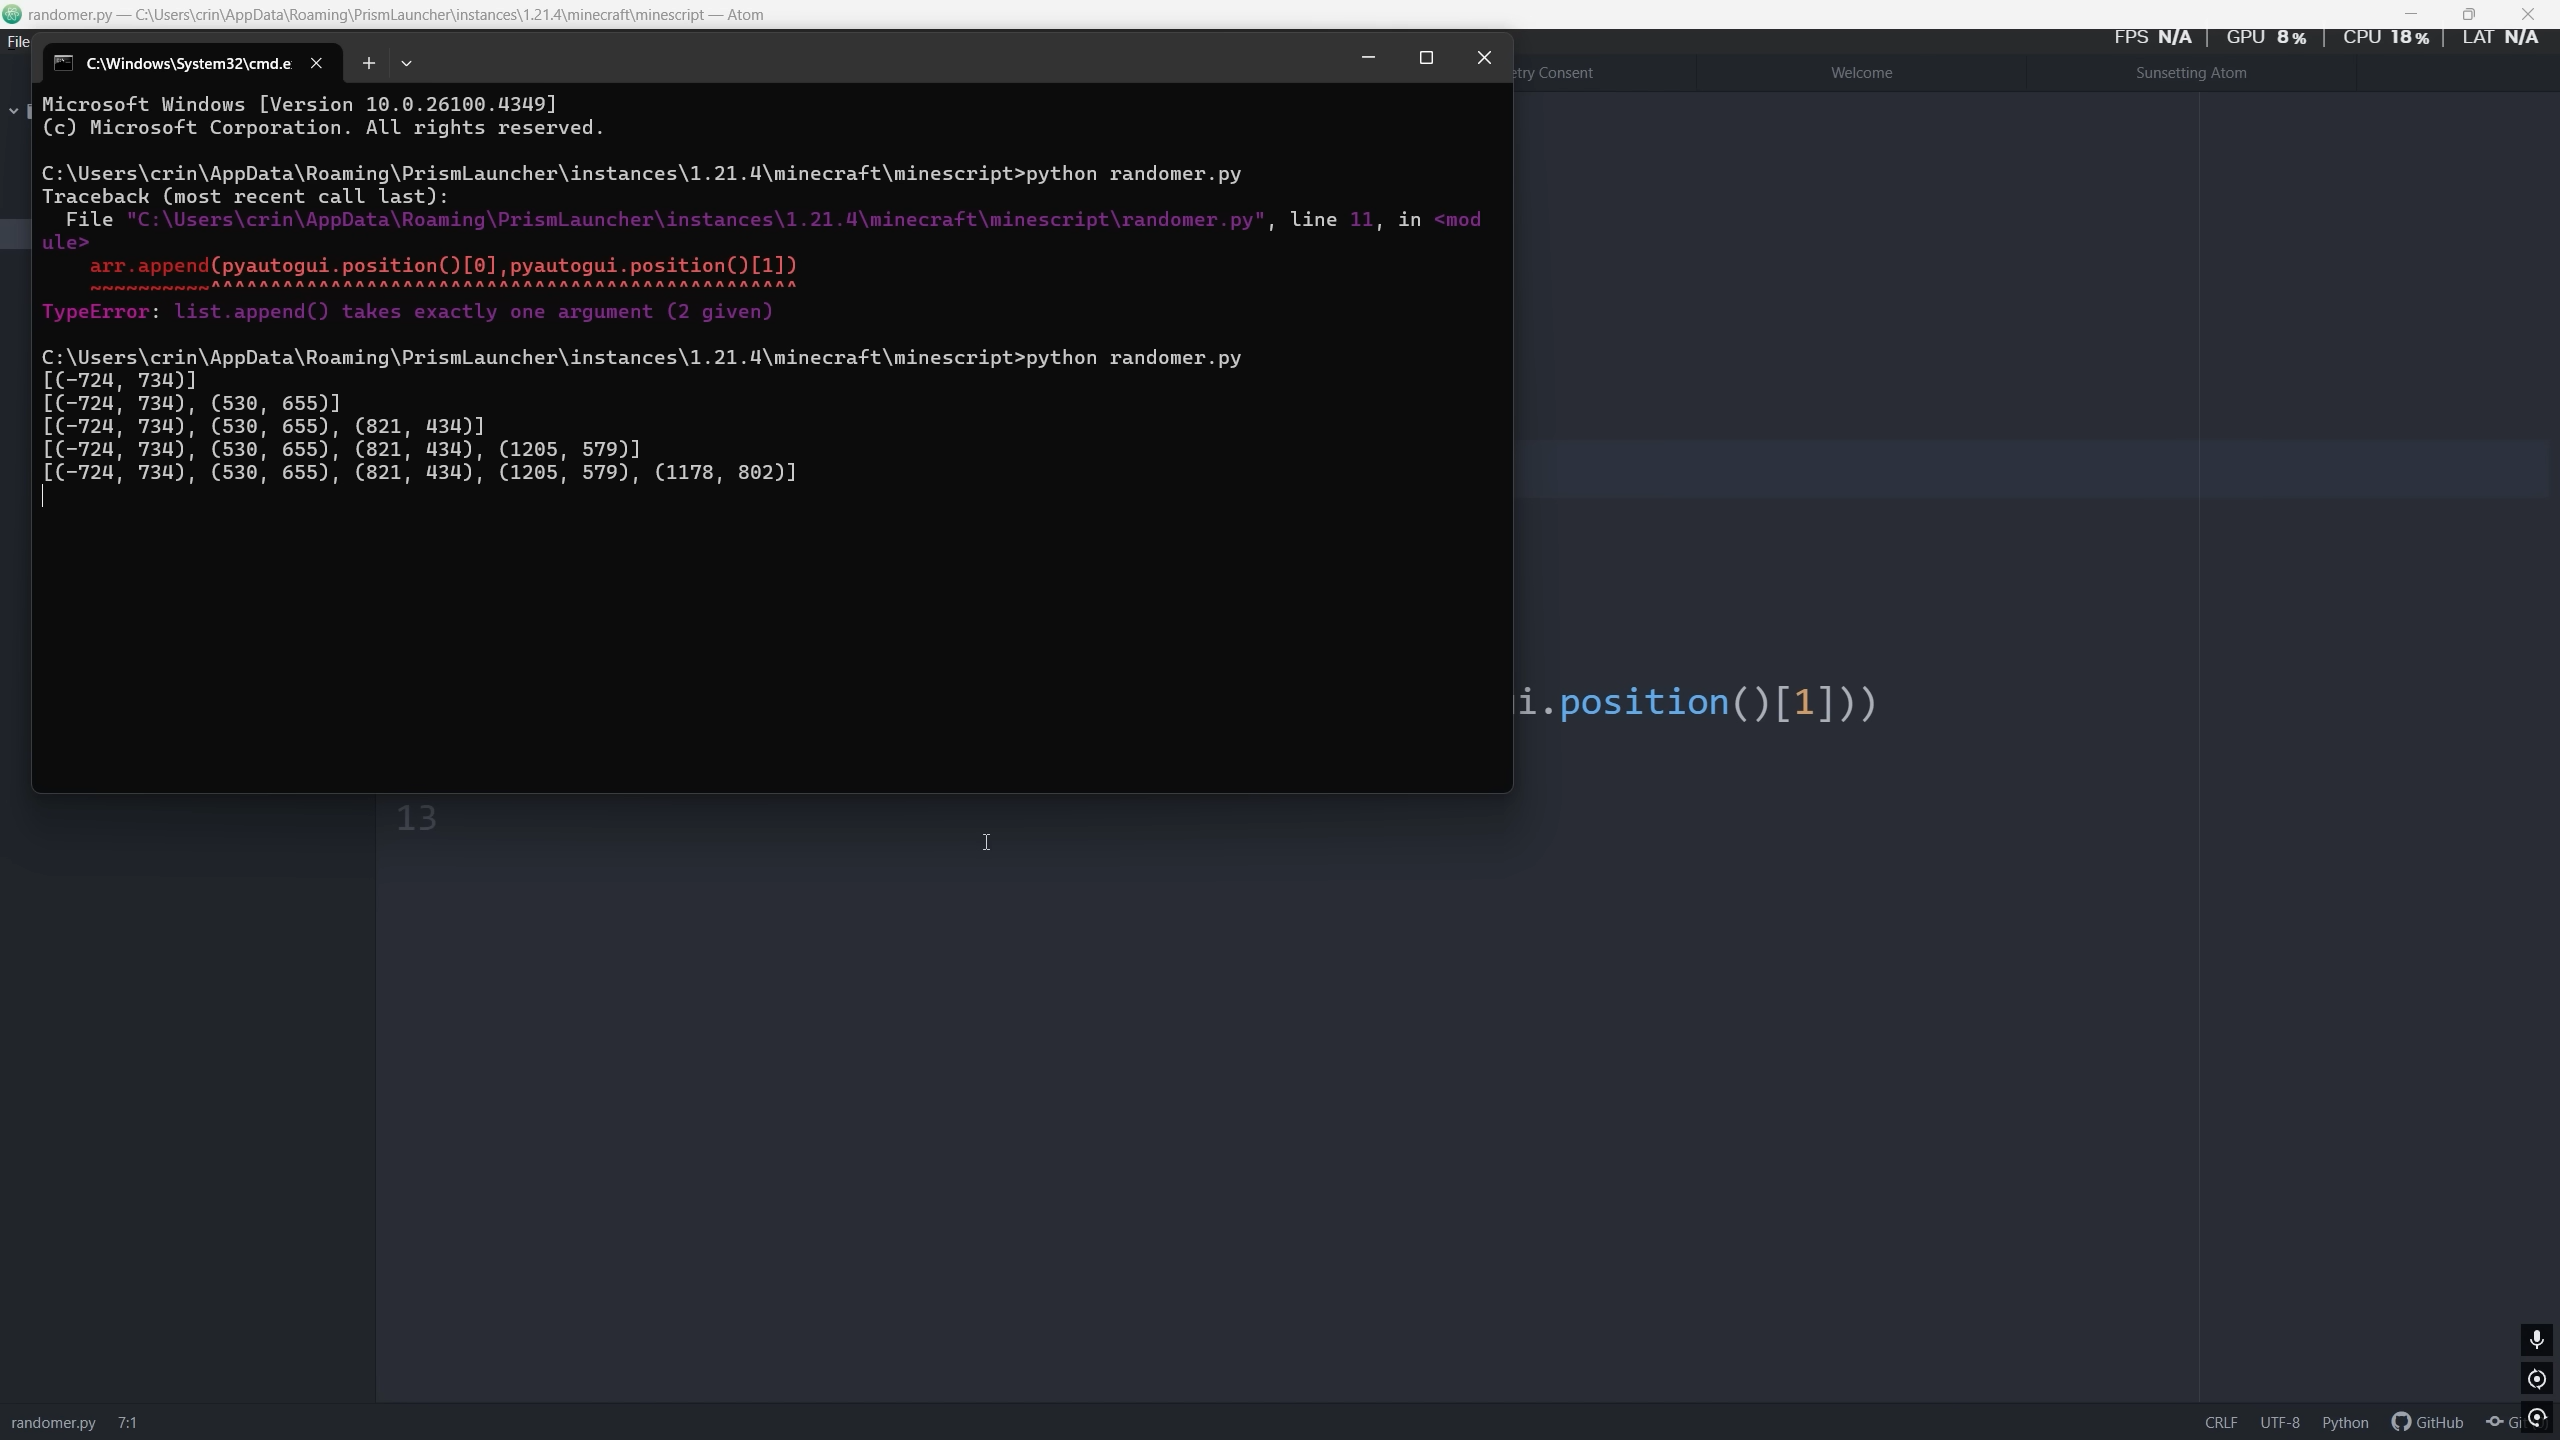 randomer.py — C:\Users\crin\AppData\Roaming\PrismLauncher\instances\1.21.4\minecraft\minescript — Atom
File
FPS N/A | GPU 8% | CPU 18% | LAT N/A
C:\Windows\System32\cmd.e
etry Consent
Welcome
Sunsetting Atom
Microsoft Windows [Version 10.0.26100.4349]
(c) Microsoft Corporation. All rights reserved.
C:\Users\crin\AppData\Roaming\PrismLauncher\instances\1.21.4\minecraft\minescript>python randomer.py
Traceback (most recent call last):
  File "C:\Users\crin\AppData\Roaming\PrismLauncher\instances\1.21.4\minecraft\minescript\randomer.py", line 11, in <mod
ule>
    arr.append(pyautogui.position()[0],pyautogui.position()[1])
    ~~~~~~~~~~^^^^^^^^^^^^^^^^^^^^^^^^^^^^^^^^^^^^^^^^^^^^^^^^^
TypeError: list.append() takes exactly one argument (2 given)
C:\Users\crin\AppData\Roaming\PrismLauncher\instances\1.21.4\minecraft\minescript>python randomer.py
[(-724, 734)]
[(-724, 734), (530, 655)]
[(-724, 734), (530, 655), (821, 434)]
[(-724, 734), (530, 655), (821, 434), (1205, 579)]
[(-724, 734), (530, 655), (821, 434), (1205, 579), (1178, 802)]
i.position()[1]))
13
randomer.py 7:1
CRLF UTF-8 Python GitHub Gi